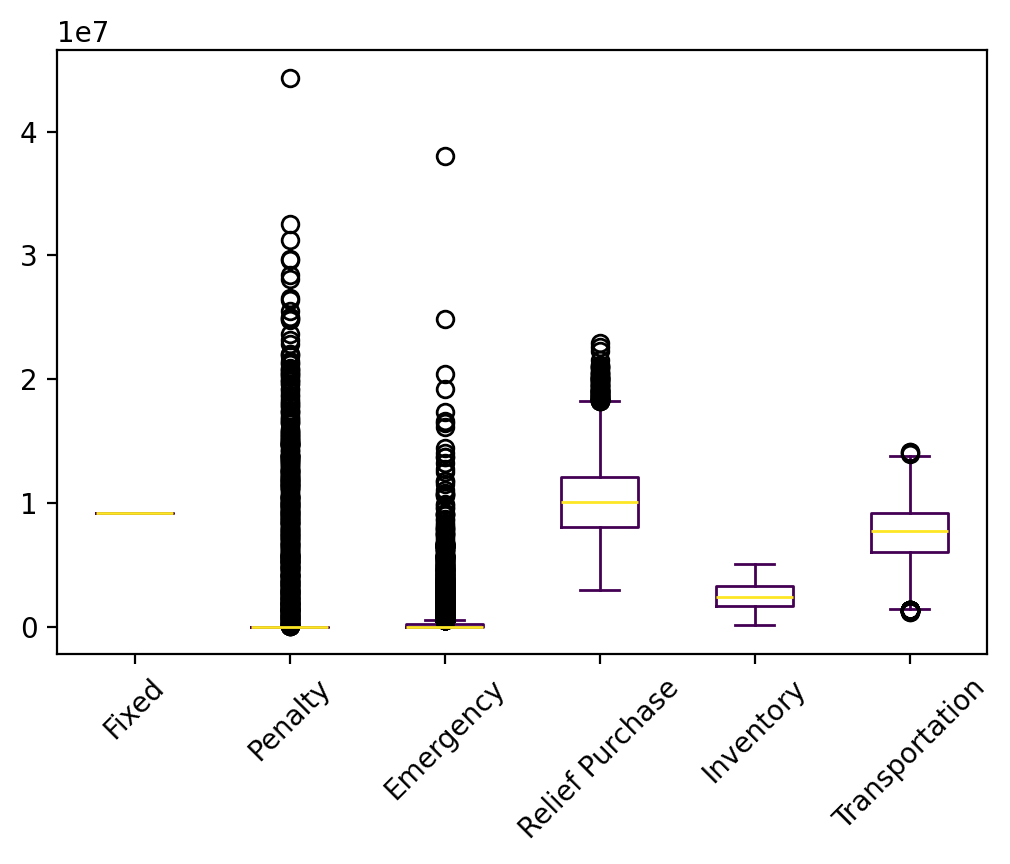 1e7
4
3
2
1
0
Fixed
Penalty
Emergency
Relief Purchase
Inventory
Transportation